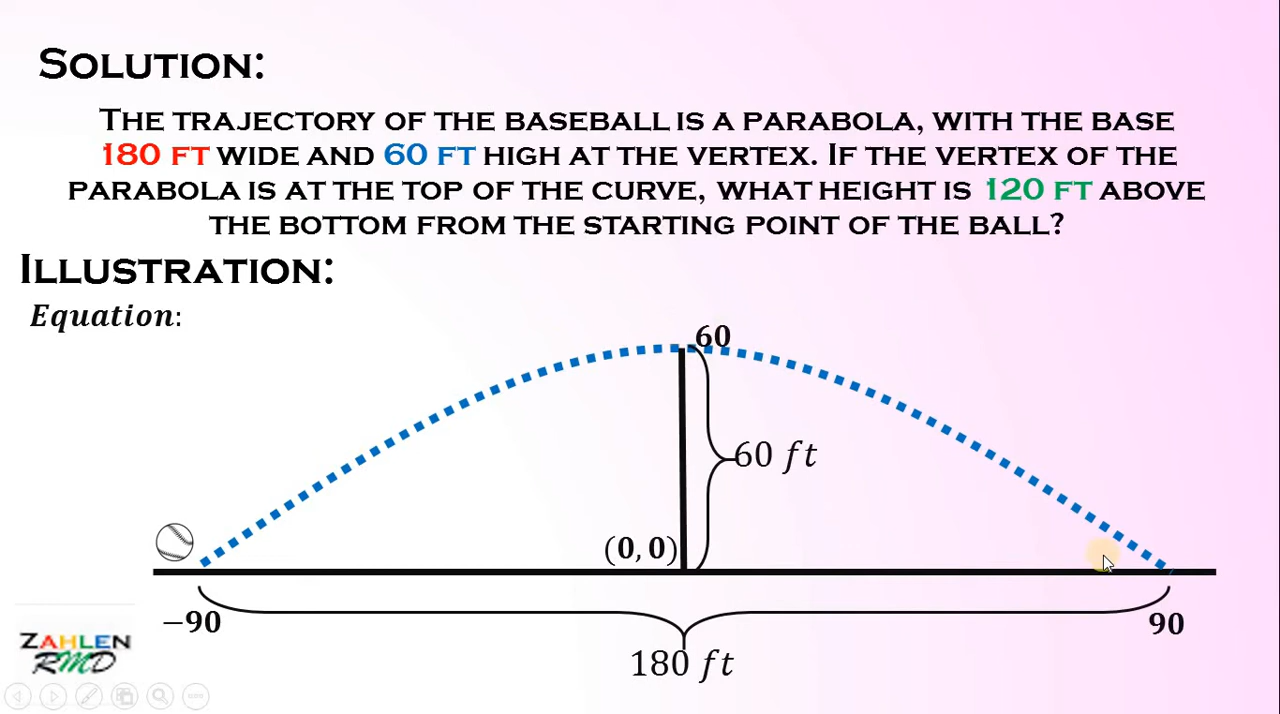 SOLUTION:
THE TRAJECTORY OF THE BASEBALL IS A PARABOLA, WITH THE BASE
180 FT WIDE AND 60 FT HIGH AT THE VERTEX. IF THE VERTEX OF THE
PARABOLA IS AT THE TOP OF THE CURVE, WHAT HEIGHT IS 120 FT ABOVE
THE BOTTOM FROM THE STARTING POINT OF THE BALL?
ILLUSTRATION:
Equation:
60
60 ft
(0, 0)
−90
90
180 ft
ZAHLEN
RMD